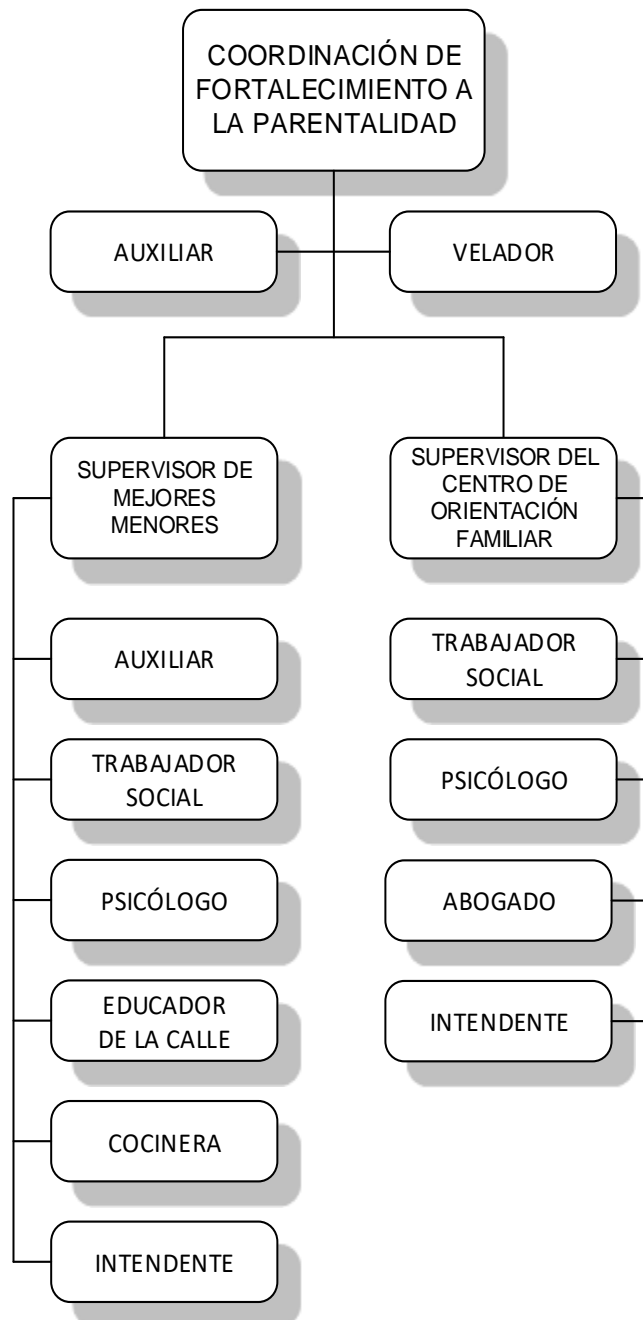 COORDINACIÓN DE
FORTALECIMIENTO A
LA PARENTALIDAD
AUXILIAR
VELADOR
SUPERVISOR DE
MEJORES
MENORES
AUXILIAR
TRABAJADOR
SOCIAL
PSICÓLOGO
EDUCADOR
DE LA CALLE
COCINERA
INTENDENTE
SUPERVISOR DEL
CENTRO DE
ORIENTACIÓN
FAMILIAR
TRABAJADOR
SOCIAL
PSICÓLOGO
ABOGADO
INTENDENTE